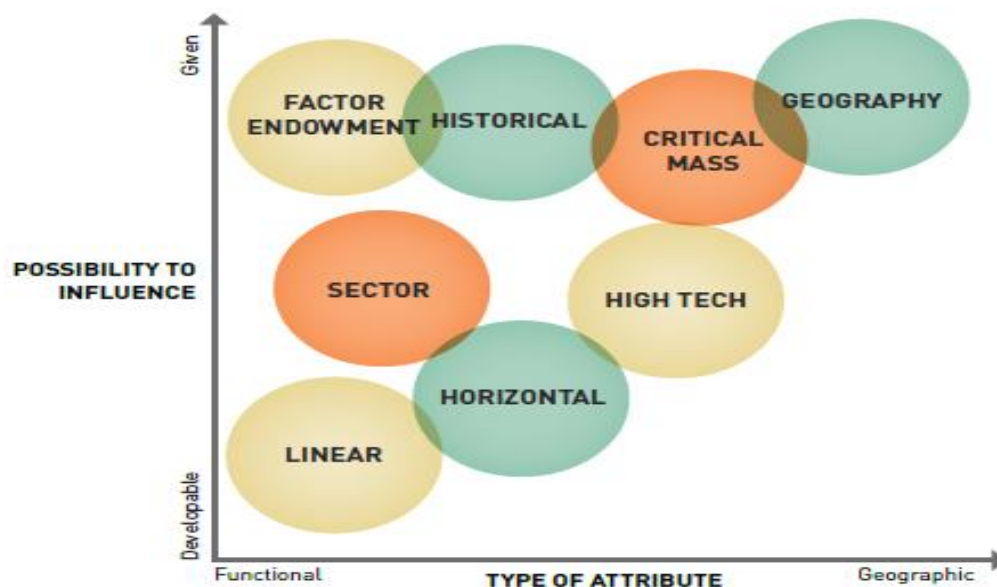 Given
FACTOR
ENDOWMENT
HISTORICAL
CRITICAL
MASS
GEOGRAPHY
POSSIBILITY TO
INFLUENCE
SECTOR
HIGH TECH
HORIZONTAL
LINEAR
Developable
Functional
TYPE OF ATTRIBUTE
Geographic